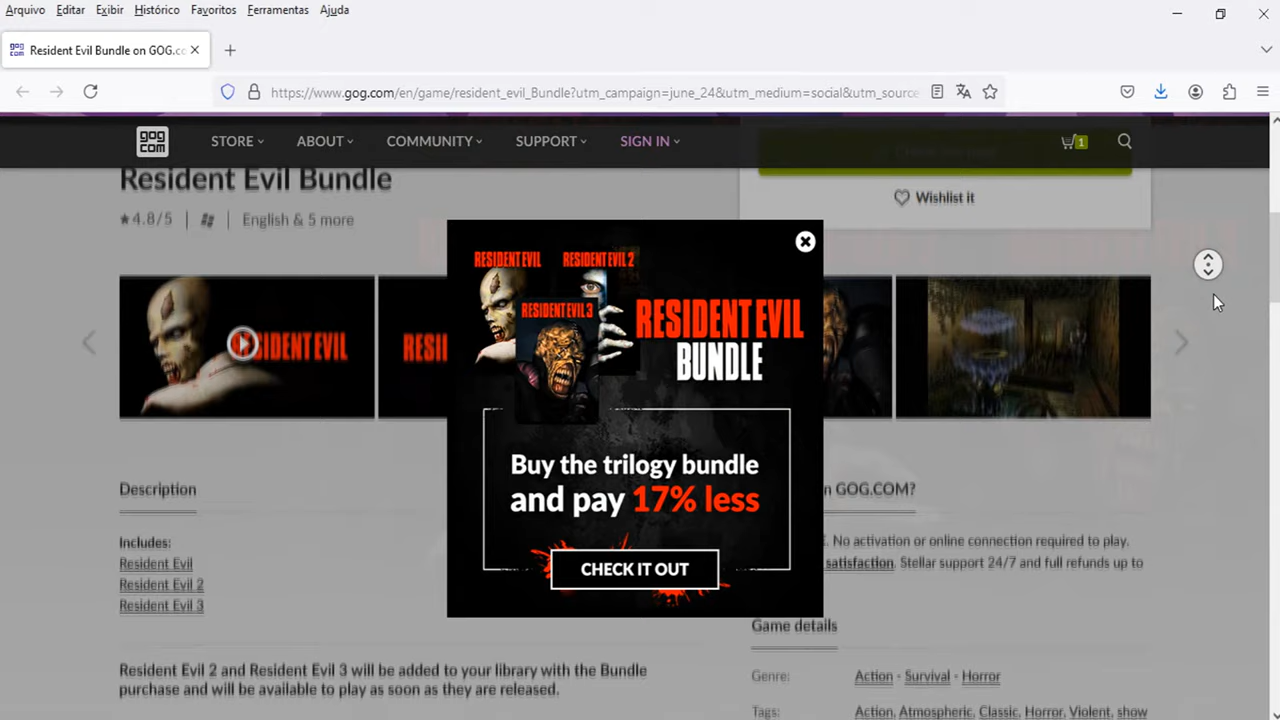 Arquivo Editar Exibir Histórico Favoritos Ferramentas Ajuda
gog com Resident Evil Bundle on GOG.co
https://www.gog.com/en/game/resident_evil_Bundle?utm_campaign=june_24&utm_medium=social&utm_source
gog com STORE ABOUT COMMUNITY SUPPORT SIGN IN 1
Resident Evil Bundle
Wishlist it
4.8/5 | | English & 5 more
RESIDENT EVIL RESIDENT EVIL 2
RESIDENT EVIL 3
RESIDENT EVIL
BUNDLE
SIDENT EVIL RESI
Buy the trilogy bundle
and pay 17% less
CHECK IT OUT
Description
Includes:
Resident Evil
Resident Evil 2
Resident Evil 3
Resident Evil 2 and Resident Evil 3 will be added to your library with the Bundle
purchase and will be available to play as soon as they are released.
n GOG.COM?
E. No activation or online connection required to play.
satisfaction. Stellar support 24/7 and full refunds up to
Game details
Genre: Action - Survival - Horror
Tags: Action, Atmospheric, Classic, Horror, Violent, show